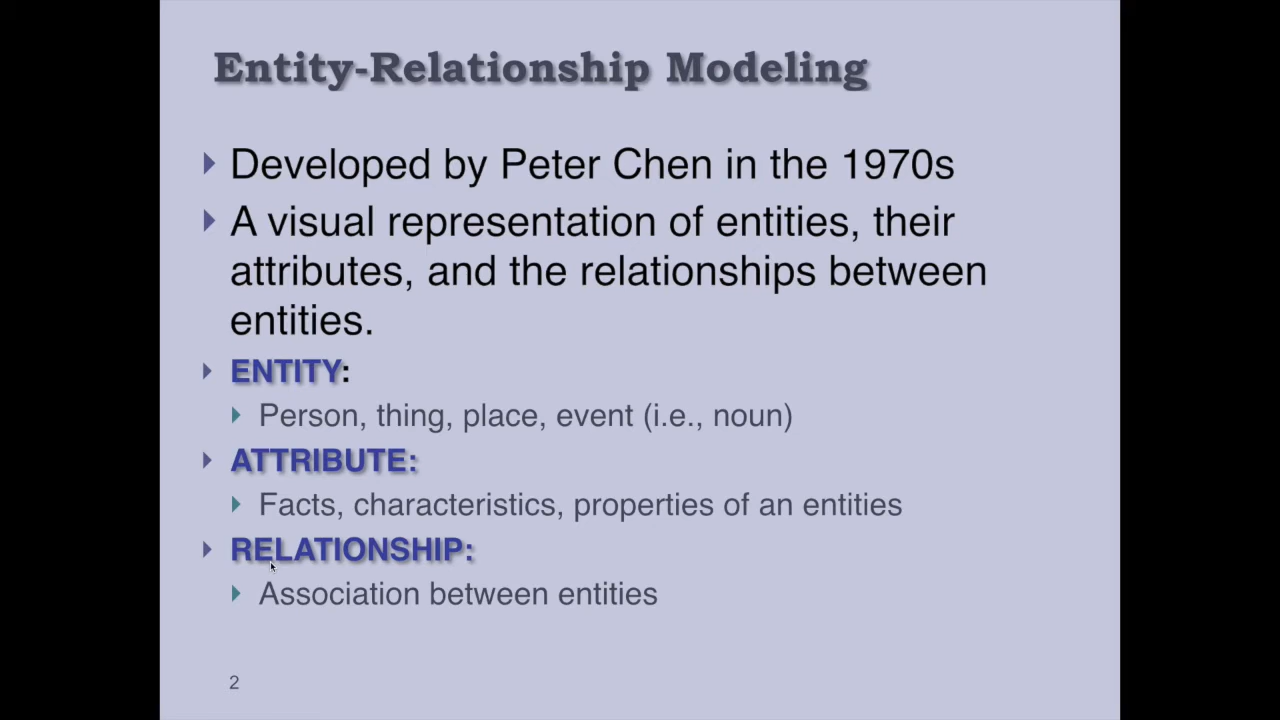 Entity-Relationship Modeling
Developed by Peter Chen in the 1970s
A visual representation of entities, their
attributes, and the relationships between
entities.
ENTITY:
Person, thing, place, event (i.e., noun)
ATTRIBUTE:
Facts, characteristics, properties of an entities
RELATIONSHIP:
Association between entities
2